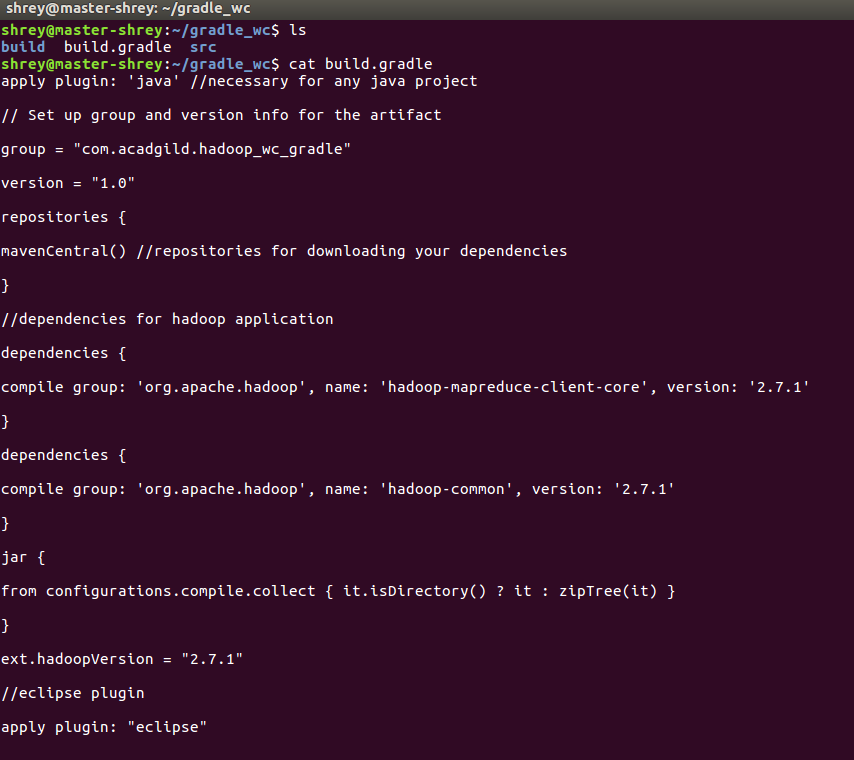 shrey@master-shrey: ~/gradle_wc
shrey@master-shrey:~/gradle_wc$ ls
build  build.gradle  src
shrey@master-shrey:~/gradle_wc$ cat build.gradle
apply plugin: 'java' //necessary for any java project
// Set up group and version info for the artifact
group = "com.acadgild.hadoop_wc_gradle"
version = "1.0"
repositories {
mavenCentral() //repositories for downloading your dependencies
}
//dependencies for hadoop application
dependencies {
compile group: 'org.apache.hadoop', name: 'hadoop-mapreduce-client-core', version: '2.7.1'
}
dependencies {
compile group: 'org.apache.hadoop', name: 'hadoop-common', version: '2.7.1'
}
jar {
from configurations.compile.collect { it.isDirectory() ? it : zipTree(it) }
}
ext.hadoopVersion = "2.7.1"
//eclipse plugin
apply plugin: "eclipse"